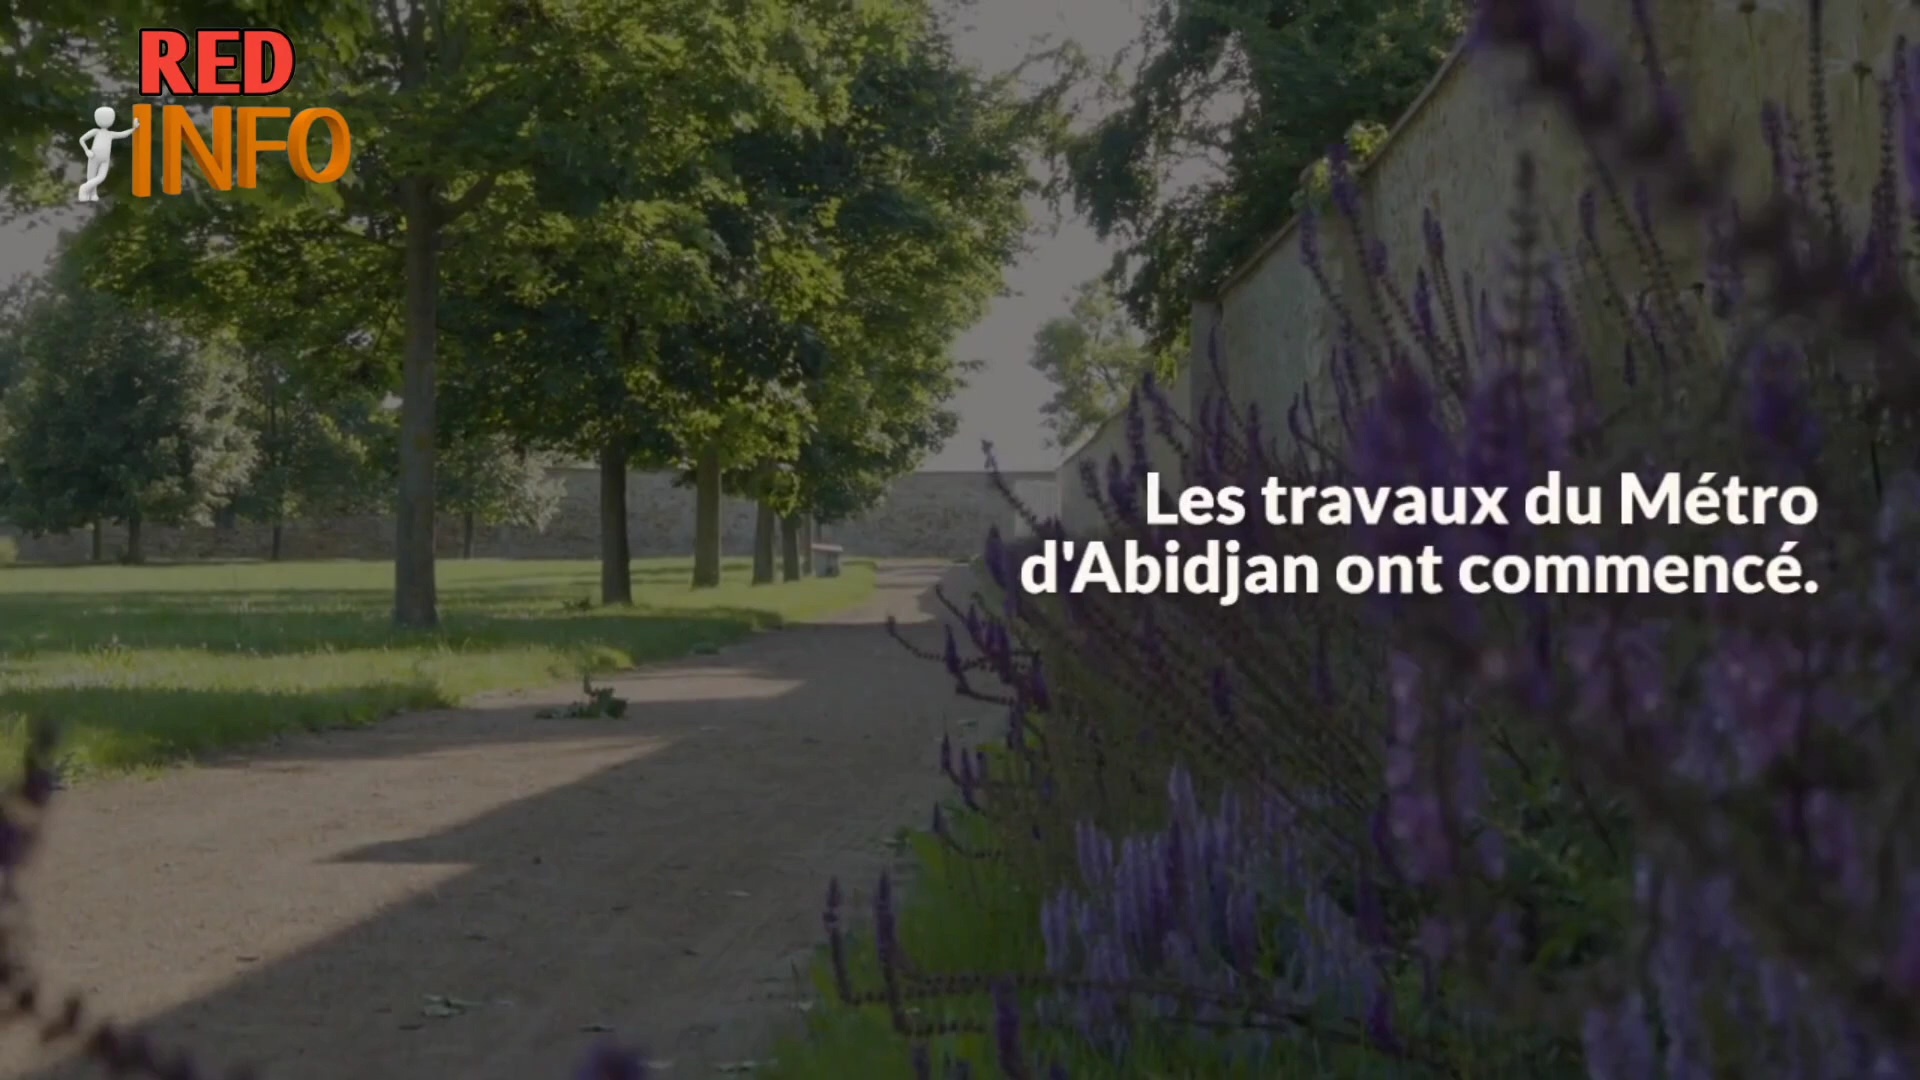 RED
INFO
Les travaux du Métro
d'Abidjan ont commencé.